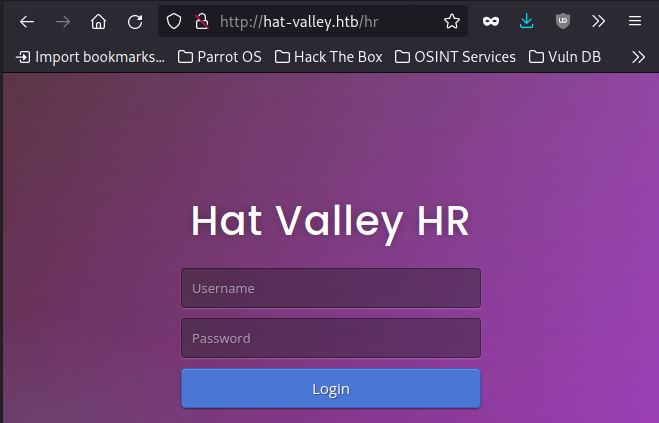 http://hat-valley.htb/hr
Import bookmarks... Parrot OS Hack The Box OSINT Services Vuln DB
Hat Valley HR
Username
Password
Login